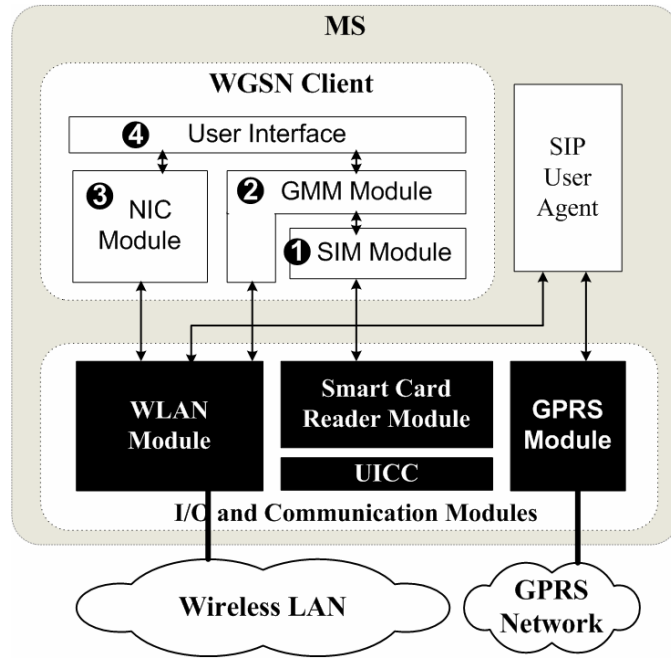 MS
WGSN Client
4 User Interface
3 NIC
Module
2 GMM Module
1 SIM Module
SIP
User
Agent
WLAN
Module
Smart Card
Reader Module
UICC
GPRS
Module
I/O and Communication Modules
Wireless LAN
GPRS
Network